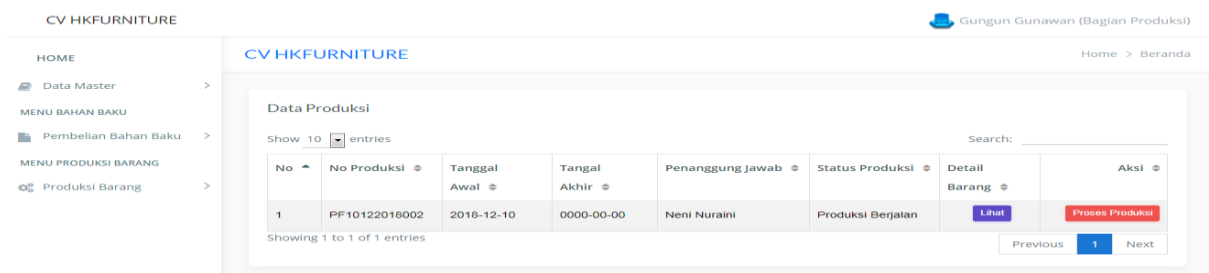 CV HKFURNITURE
Gungun Gunawan (Bagian Produksi)
HOME
CV HKFURNITURE
Home > Beranda
Data Master >
MENU BAHAN BAKU
Pembelian Bahan Baku >
MENU PRODUKSI BARANG
Produksi Barang >
Data Produksi
Show 10 entries
Search:
No No Produksi Tanggal Awal Tangal Akhir Penanggung Jawab Status Produksi Detail Barang Aksi
1 PF10122018002 2018-12-10 0000-00-00 Neni Nuraini Produksi Berjalan Lihat Proses Produksi
Showing 1 to 1 of 1 entries
Previous 1 Next